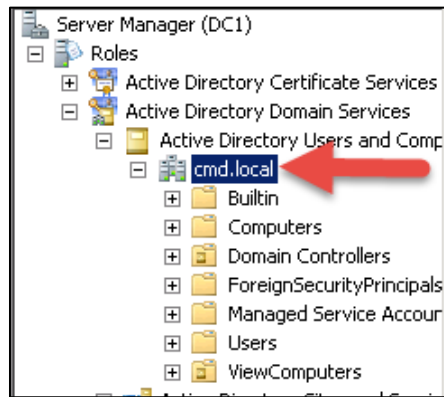 Server Manager (DC1)
Roles
Active Directory Certificate Services
Active Directory Domain Services
Active Directory Users and Comp
cmd.local
Builtin
Computers
Domain Controllers
ForeignSecurityPrincipals
Managed Service Accour
Users
ViewComputers